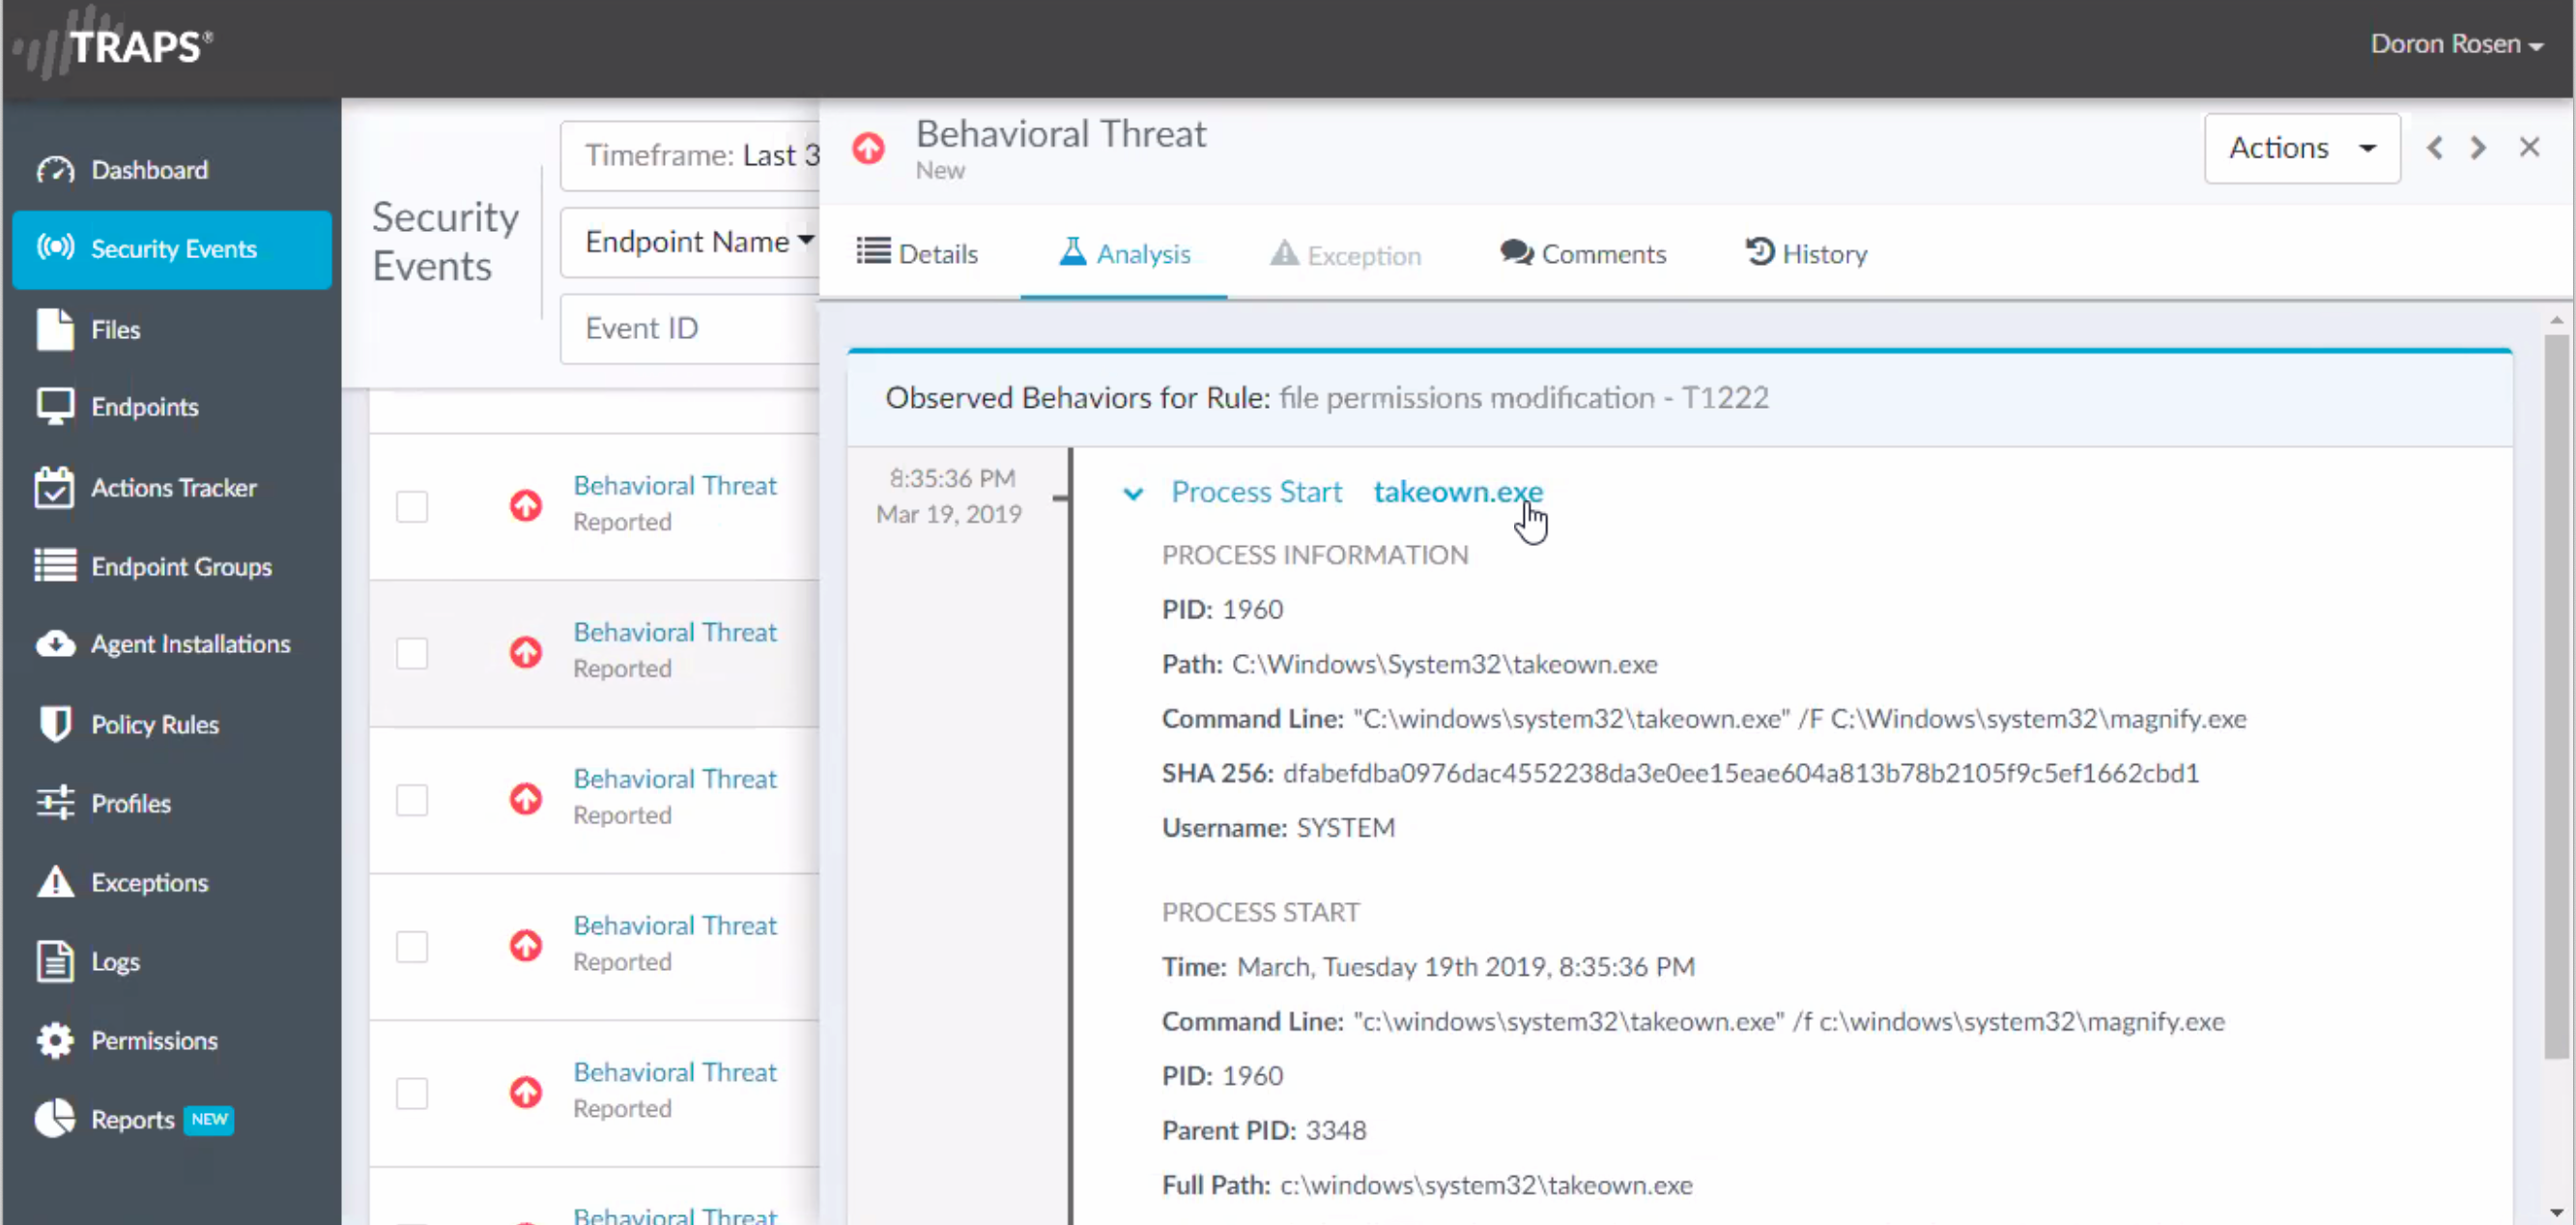 TRAPS®
Doron Rosen
Dashboard
Security Events
Files
Endpoints
Actions Tracker
Endpoint Groups
Agent Installations
Policy Rules
Profiles
Exceptions
Logs
Permissions
Reports NEW
Security
Events
Timeframe: Last 3
Endpoint Name
Event ID
Behavioral Threat
Reported
Behavioral Threat
Reported
Behavioral Threat
Reported
Behavioral Threat
Reported
Behavioral Threat
Reported
Behavioral Threat
Behavioral Threat
New
Actions
Details
Analysis
Exception
Comments
History
Observed Behaviors for Rule: file permissions modification - T1222
8:35:36 PM
Mar 19, 2019
Process Start takeown.exe
PROCESS INFORMATION
PID: 1960
Path: C:\Windows\System32\takeown.exe
Command Line: "C:\windows\system32\takeown.exe" /F C:\Windows\system32\magnify.exe
SHA 256: dfabefdba0976dac4552238da3e0ee15eae604a813b78b2105f9c5ef1662cbd1
Username: SYSTEM
PROCESS START
Time: March, Tuesday 19th 2019, 8:35:36 PM
Command Line: "c:\windows\system32\takeown.exe" /f c:\windows\system32\magnify.exe
PID: 1960
Parent PID: 3348
Full Path: c:\windows\system32\takeown.exe